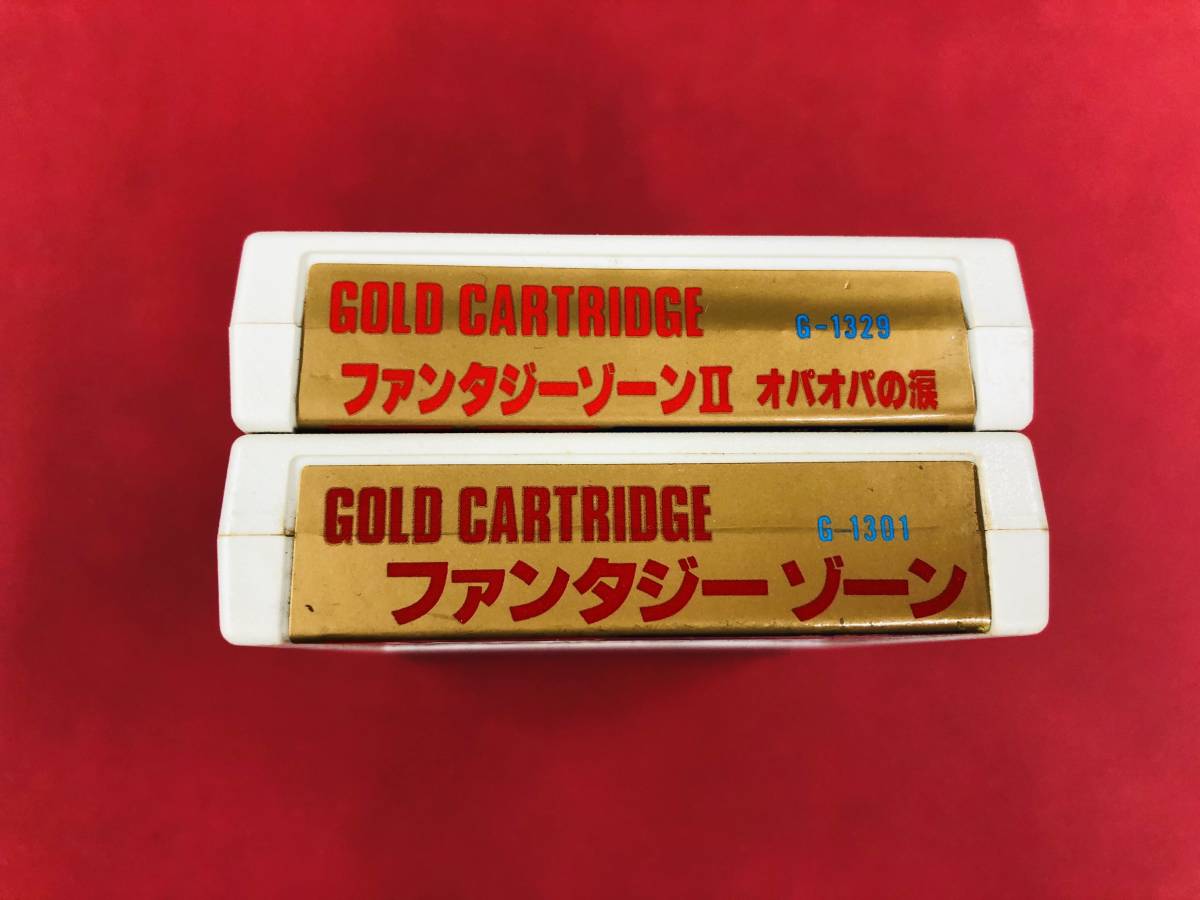 GOLD CARTRIDGE G-1329
ファンタジーゾーンII オパオパの涙
GOLD CARTRIDGE G-1301
ファンタジーゾーン